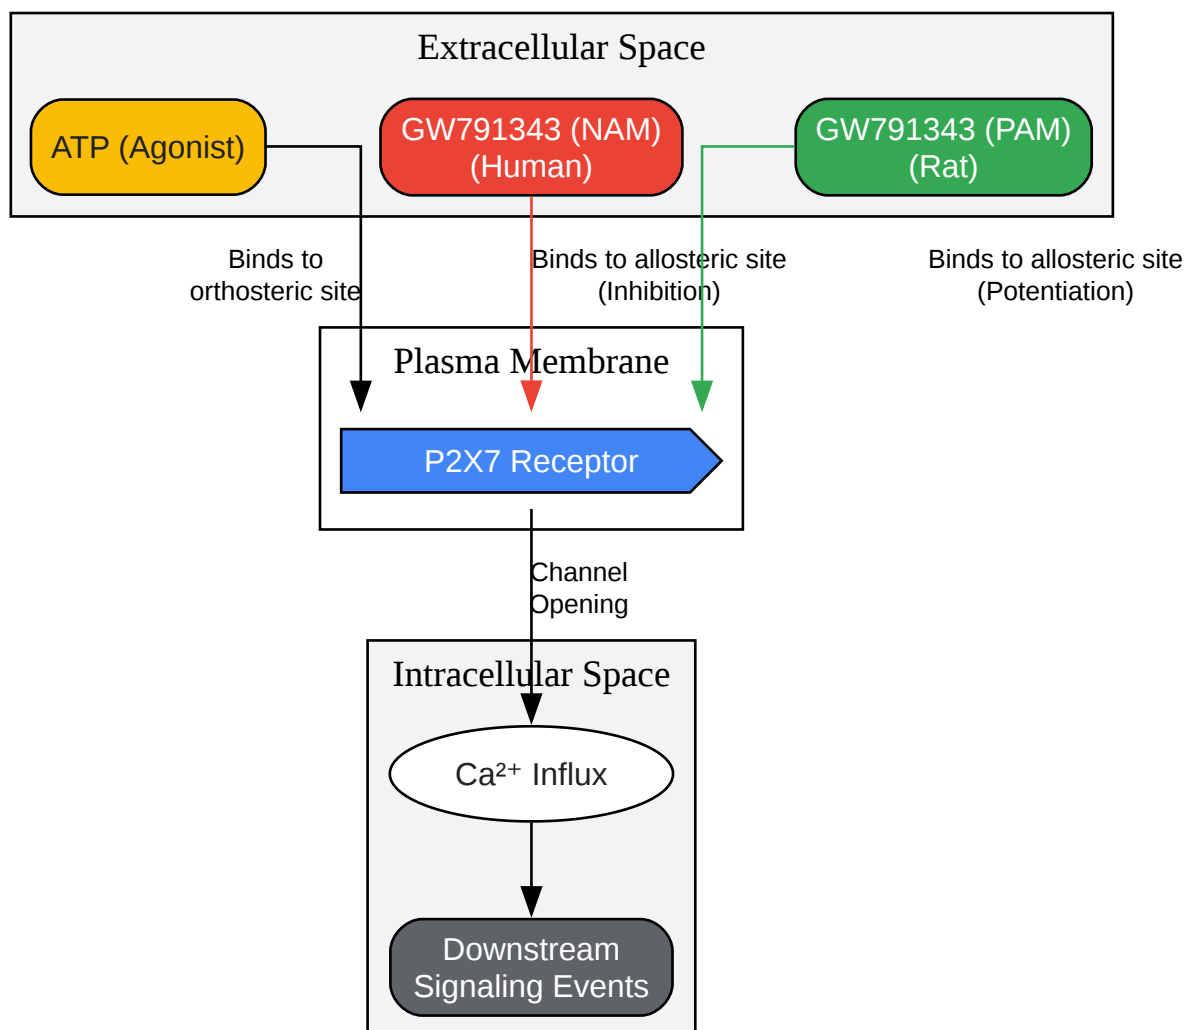 Extracellular Space
ATP (Agonist)
GW791343 (NAM)
(Human)
GW791343 (PAM)
(Rat)
Binds to
orthosteric site
Binds to allosteric site
(Inhibition)
Binds to allosteric site
(Potentiation)
Plasma Membrane
P2X7 Receptor
Channel
Opening
Intracellular Space
Ca²⁺ Influx
Downstream
Signaling Events